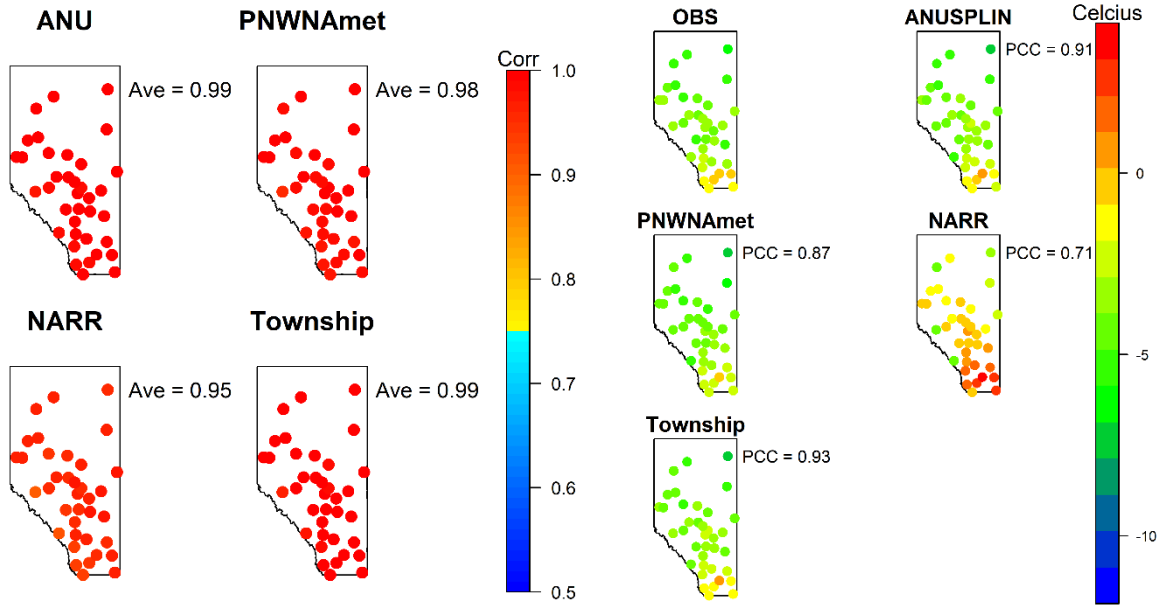 ANU
PNWNAmet
Ave = 0.99
Ave = 0.98
NARR
Township
Ave = 0.95
Ave = 0.99
Corr
1.0
0.9
0.8
0.7
0.6
0.5
OBS
ANUSPLIN
PCC = 0.91
PNWNAmet
NARR
PCC = 0.87
PCC = 0.71
Township
PCC = 0.93
Celcius
0
-5
-10